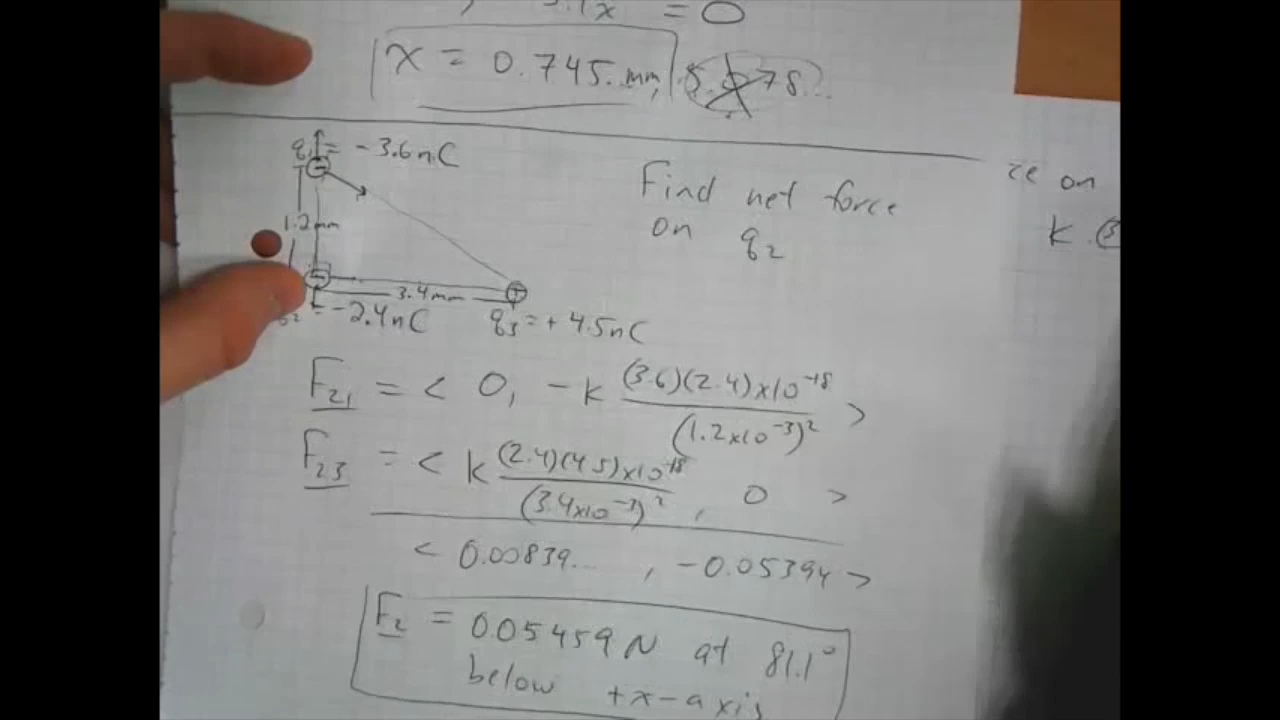 = 0
x = 0.745 mm,
q₁ = -3.6nC
Find net force
on q₂
1.2mm
3.4mm
= -2.4nC q₃ = +4.5nC
F₂₁ = < 0, -k (3.6)(2.4)x10⁻¹⁸ / (1.2x10⁻³)² >
F₂₃ = < k (2.4)(4.5)x10⁻¹⁸ / (3.4x10⁻³)² , 0 >
< 0.00839... , -0.05394 >
F₂ = 0.05459 N at 81.1°
below +x-axis
on
k